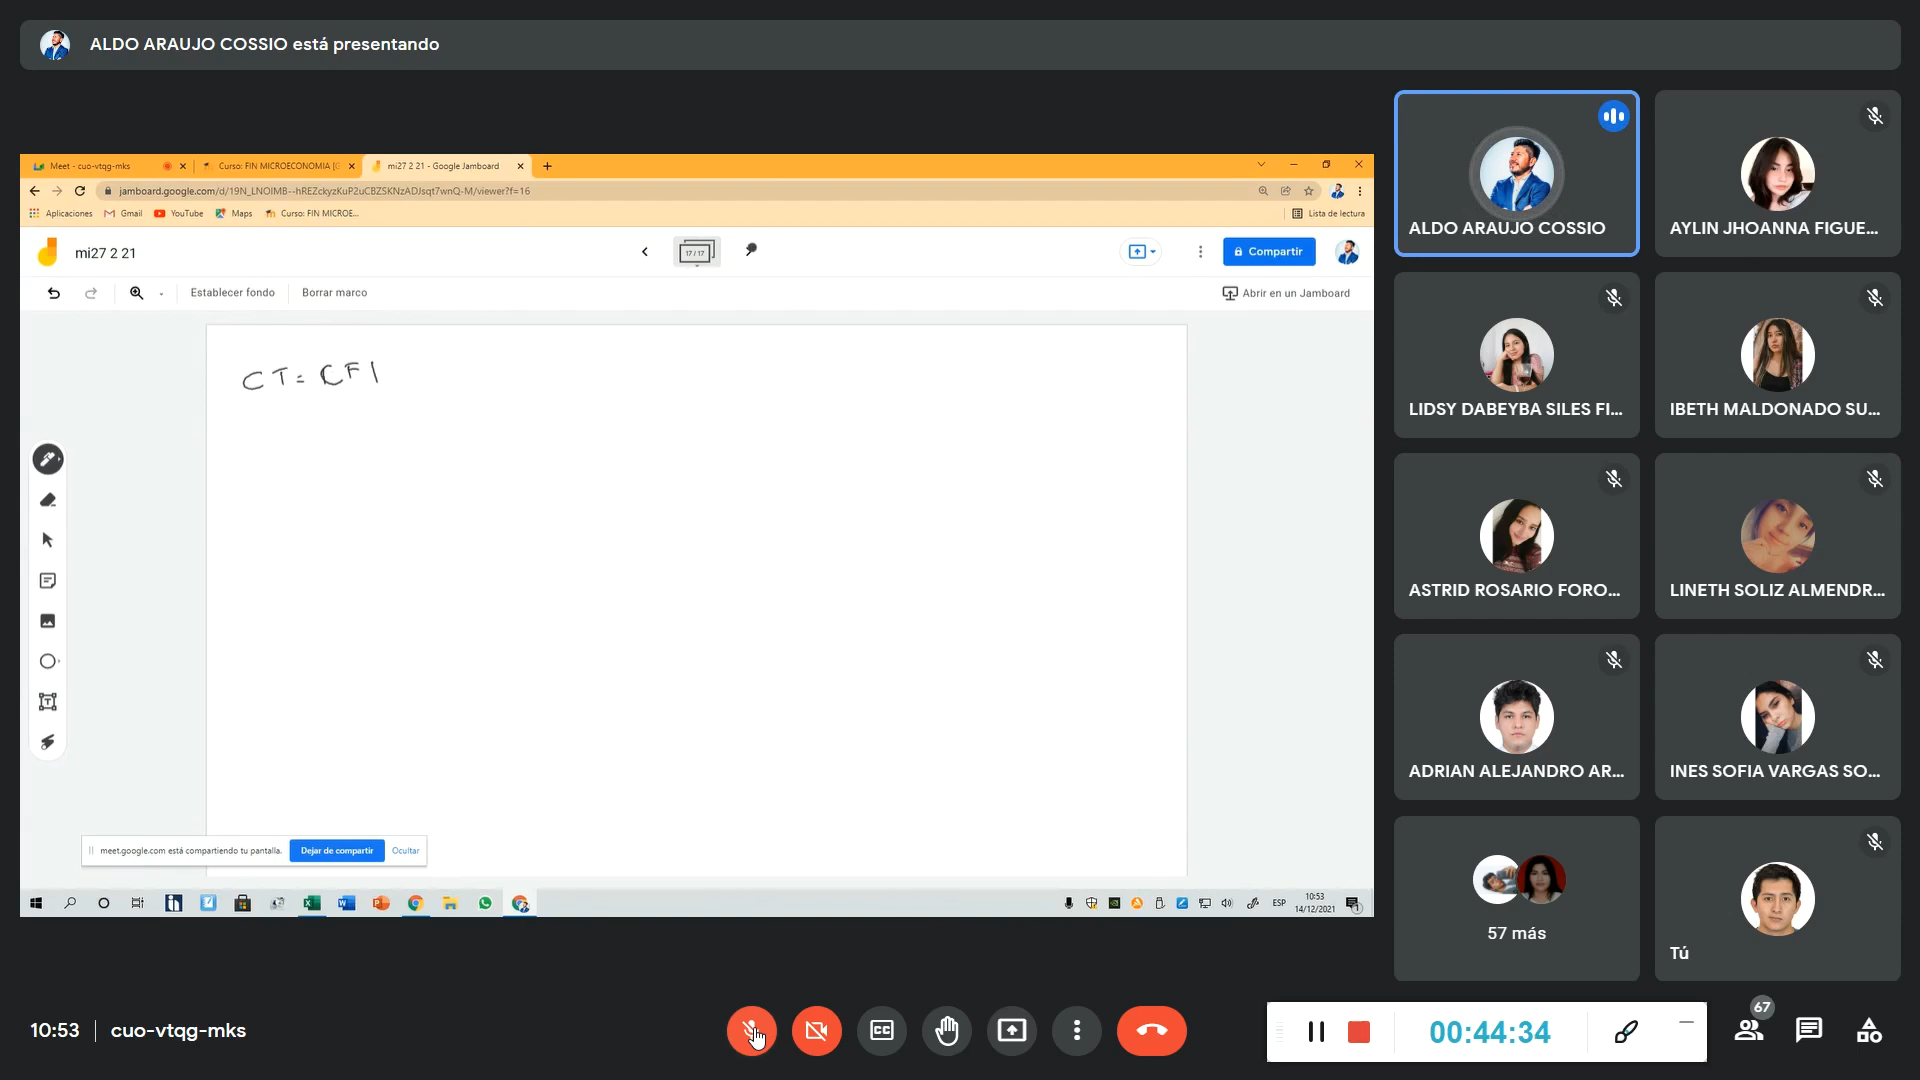 ALDO ARAUJO COSSIO está presentando
Meet - cuo-vtqg-mks
Curso: FIN MICROECONOMIA [G
mi27 2 21 - Google Jamboard
jamboard.google.com/d/19N_LNOIMB--hREZckyzKuP2uCBZSKNzADJsqt7wnQ-M/viewer?f=16
Aplicaciones
Gmail
YouTube
Maps
Curso: FIN MICROE...
Lista de lectura
mi27 2 21
17 / 17
Compartir
Establecer fondo
Borrar marco
Abrir en un Jamboard
CT= CF
meet.google.com está compartiendo tu pantalla.
Dejar de compartir
Ocultar
ESP
10:53
14/12/2021
1
ALDO ARAUJO COSSIO
AYLIN JHOANNA FIGUE...
LIDSY DABEYBA SILES FI...
IBETH MALDONADO SU...
ASTRID ROSARIO FORO...
LINETH SOLIZ ALMENDR...
ADRIAN ALEJANDRO AR...
INES SOFIA VARGAS SO...
57 más
Tú
10:53
cuo-vtqg-mks
CC
00:44:34
67